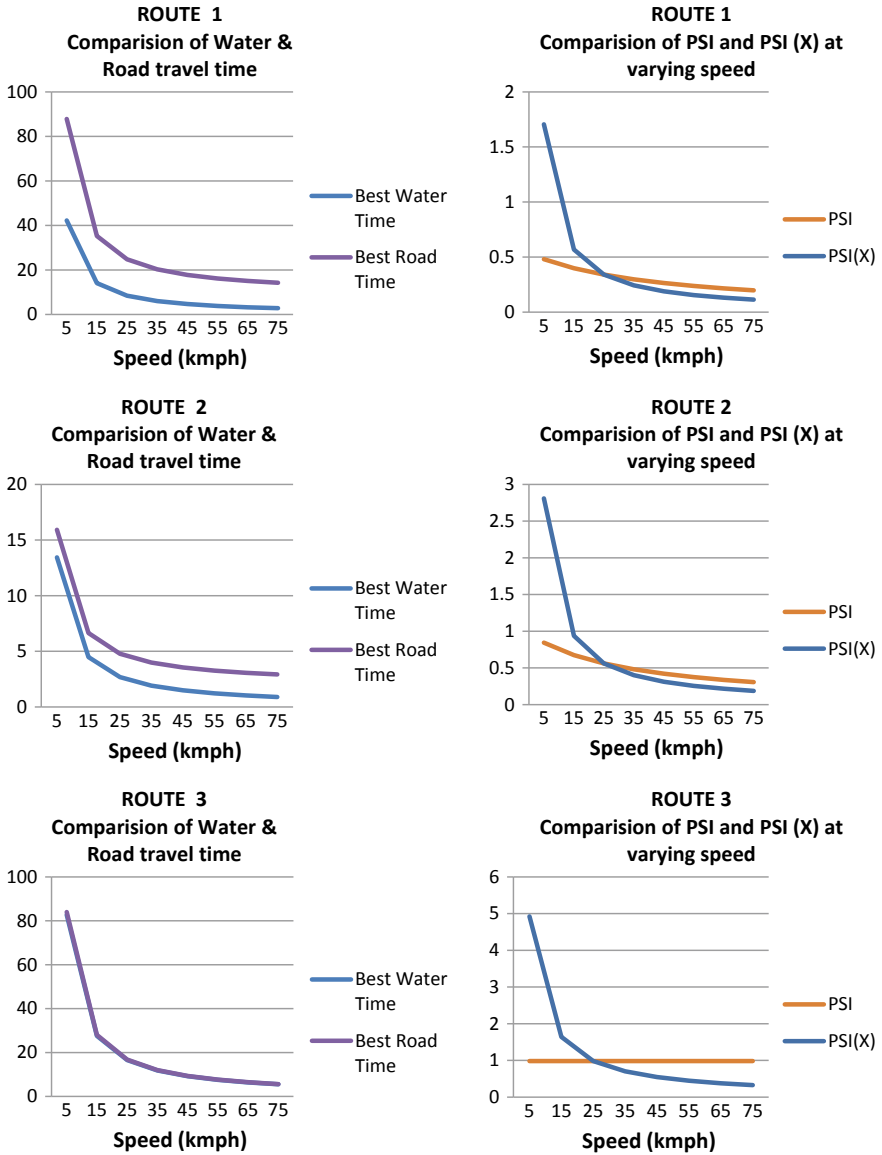 ROUTE 1
Comparision of Water &
Road travel time
100
80
60
40
20
0
5 15 25 35 45 55 65 75
Speed (kmph)
Best Water
Time
Best Road
Time
ROUTE 1
Comparision of PSI and PSI (X) at
varying speed
2
1.5
1
0.5
0
5 15 25 35 45 55 65 75
Speed (kmph)
PSI
PSI(X)
ROUTE 2
Comparision of Water &
Road travel time
20
15
10
5
0
5 15 25 35 45 55 65 75
Speed (kmph)
Best Water
Time
Best Road
Time
ROUTE 2
Comparision of PSI and PSI (X) at
varying speed
3
2.5
2
1.5
1
0.5
0
5 15 25 35 45 55 65 75
Speed (kmph)
PSI
PSI(X)
ROUTE 3
Comparision of Water &
Road travel time
100
80
60
40
20
0
5 15 25 35 45 55 65 75
Speed (kmph)
Best Water
Time
Best Road
Time
ROUTE 3
Comparision of PSI and PSI (X) at
varying speed
6
5
4
3
2
1
0
5 15 25 35 45 55 65 75
Speed (kmph)
PSI
PSI(X)